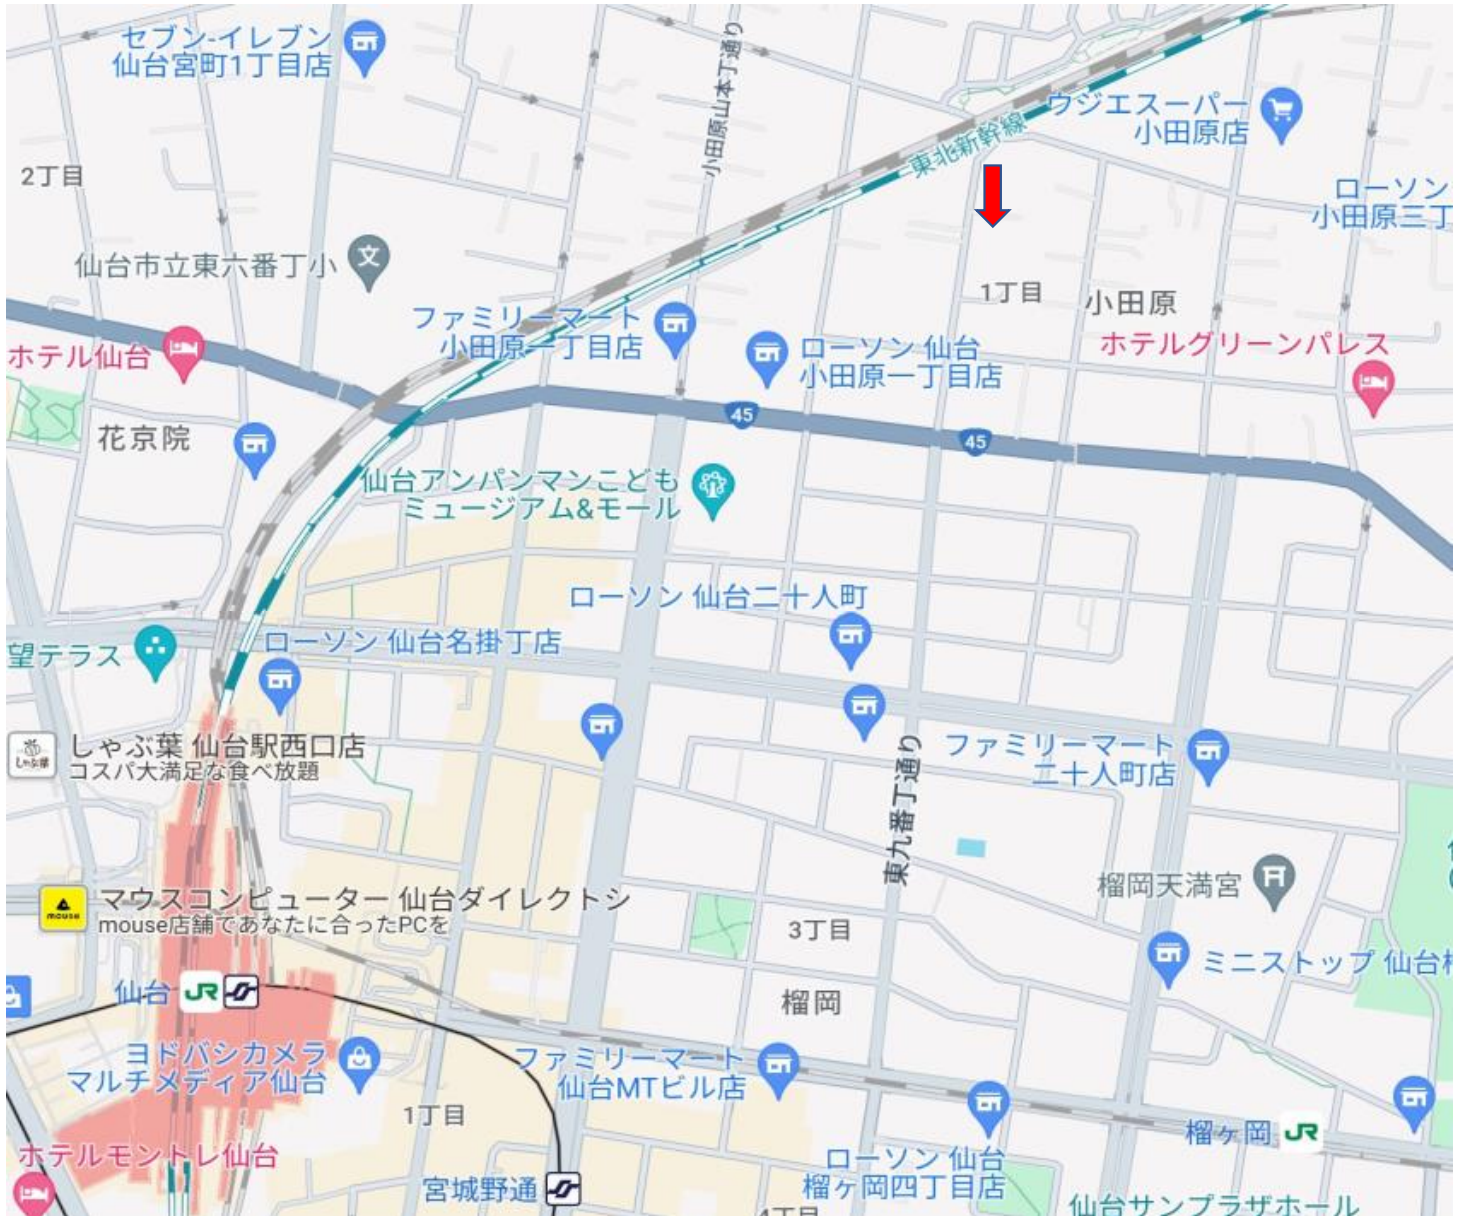 セブン-イレブン
仙台宮町1丁目店
小田原山本丁通り
ウジエスーパー
小田原店
東北新幹線
2丁目
ローソン
小田原三丁
仙台市立東六番丁小
文
1丁目
小田原
ファミリーマート
小田原一丁目店
ローソン 仙台
小田原一丁目店
ホテルグリーンパレス
ホテル仙台
45
45
花京院
仙台アンパンマンこども
ミュージアム&モール
ローソン 仙台二十人町
ローソン 仙台名掛丁店
望テラス
しゃぶ葉
しゃぶ葉 仙台駅西口店
コスパ大満足な食べ放題
東九番丁通り
ファミリーマート
二十人町店
榴岡天満宮
mouse
マウスコンピューター 仙台ダイレクトシ
mouse店舗であなたに合ったPCを
3丁目
ミニストップ 仙台榴
仙台
JR
榴岡
ヨドバシカメラ
マルチメディア仙台
ファミリーマート
仙台MTビル店
1丁目
榴ヶ岡
JR
ホテルモントレ仙台
宮城野通
ローソン 仙台
榴ヶ岡四丁目店
4丁目
仙台サンプラザホール